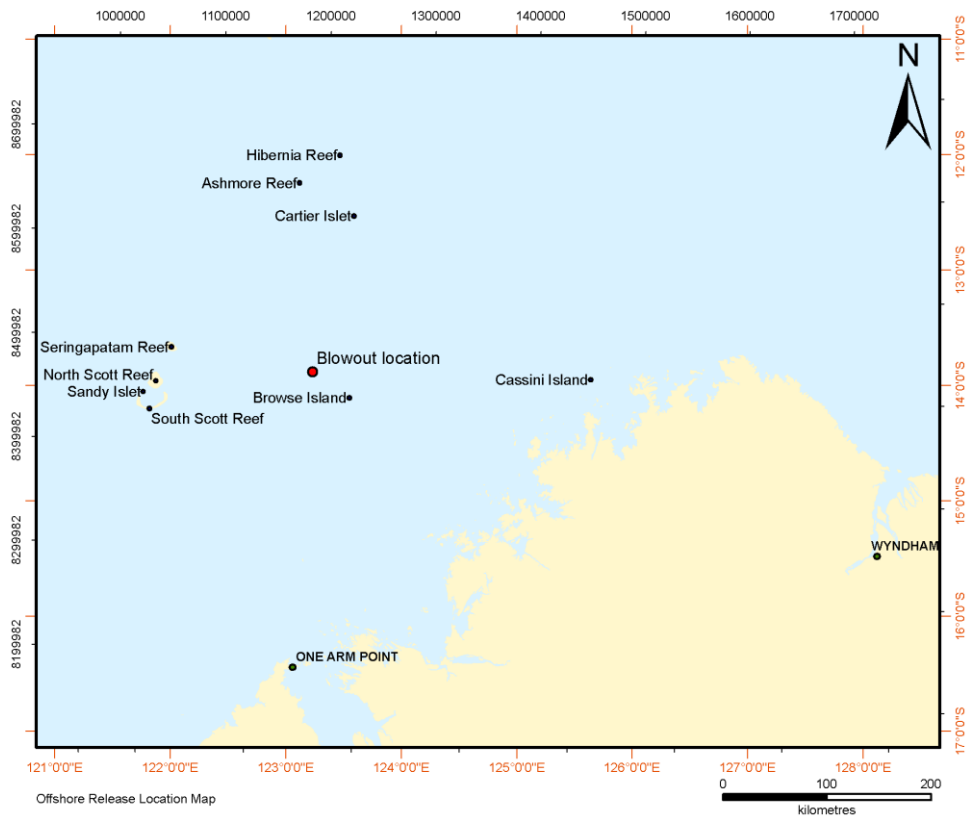 1000000 1100000 1200000 1300000 1400000 1500000 1600000 1700000
11°0'0"S
N
8699982
Hibernia Reef
12°0'0"S
Ashmore Reef
Cartier Islet
8599982
13°0'0"S
8499982
Seringapatam Reef
Blowout location
North Scott Reef
Cassini Island
14°0'0"S
Sandy Islet
Browse Island
South Scott Reef
8399982
15°0'0"S
8299982
WYNDHAM
16°0'0"S
8199982
ONE ARM POINT
17°0'0"S
121°0'0"E 122°0'0"E 123°0'0"E 124°0'0"E 125°0'0"E 126°0'0"E 127°0'0"E 128°0'0"E
Offshore Release Location Map
0 100 200
kilometres